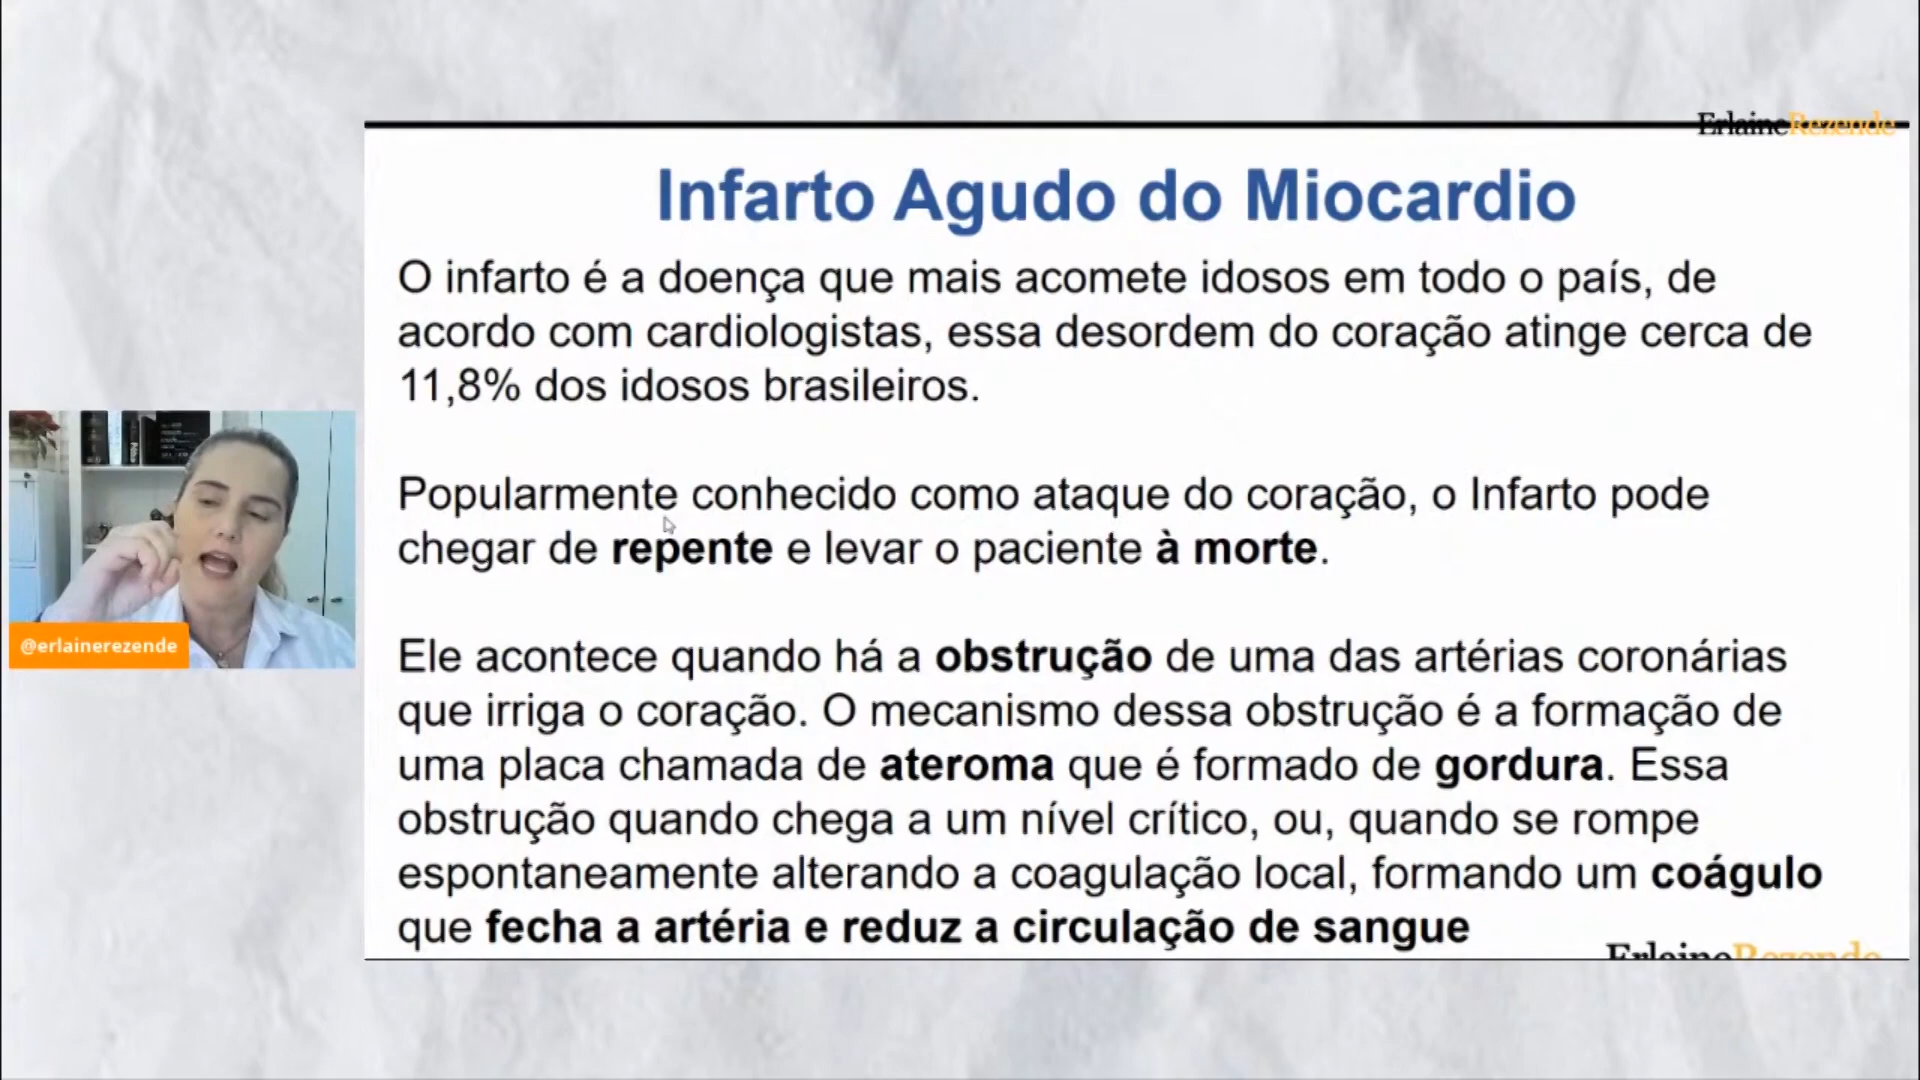 ErlaineRezende
Infarto Agudo do Miocardio
O infarto é a doença que mais acomete idosos em todo o país, de
acordo com cardiologistas, essa desordem do coração atinge cerca de
11,8% dos idosos brasileiros.
Popularmente conhecido como ataque do coração, o Infarto pode
chegar de repente e levar o paciente à morte.
Ele acontece quando há a obstrução de uma das artérias coronárias
que irriga o coração. O mecanismo dessa obstrução é a formação de
uma placa chamada de ateroma que é formado de gordura. Essa
obstrução quando chega a um nível crítico, ou, quando se rompe
espontaneamente alterando a coagulação local, formando um coágulo
que fecha a artéria e reduz a circulação de sangue
ErlaineRezende
@erlainerezende